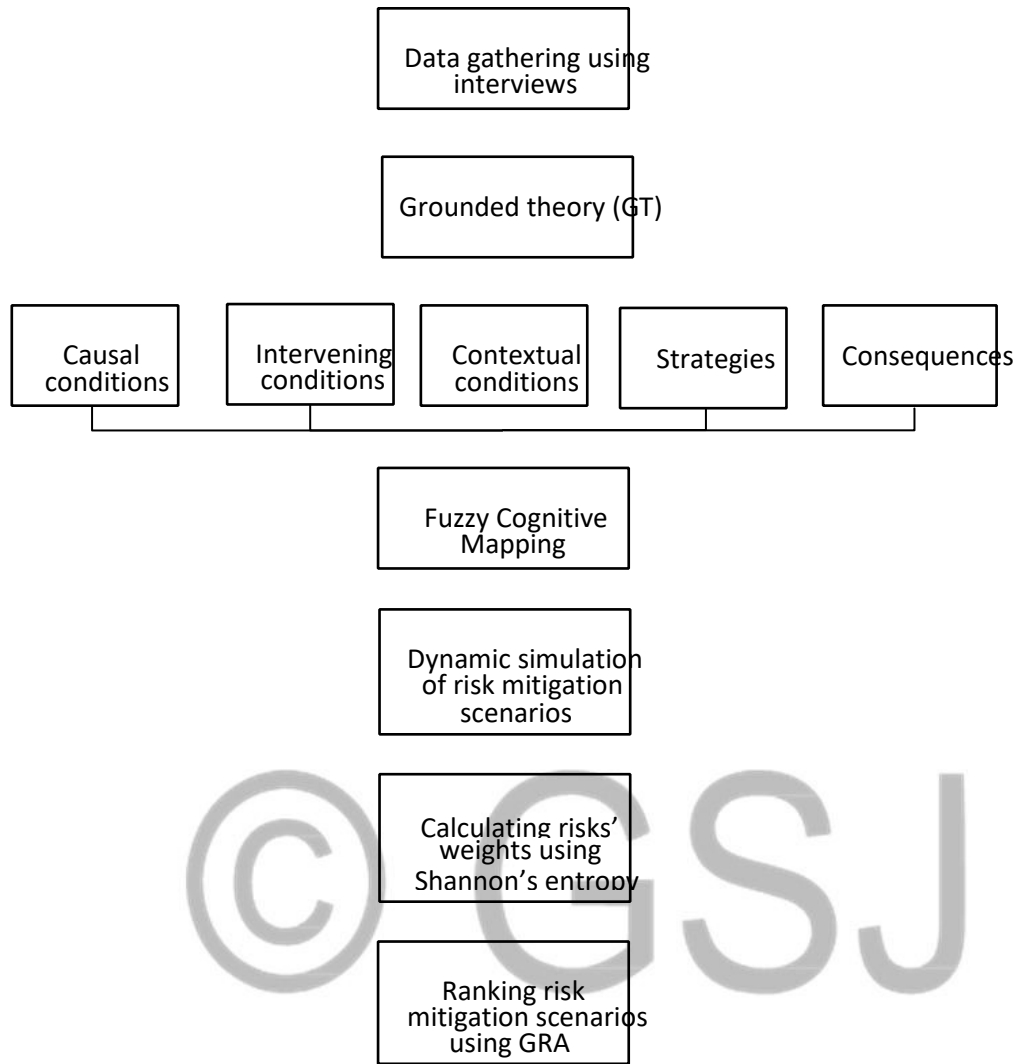 Data gathering using
interviews
Grounded theory (GT)
Causal
conditions
Intervening
conditions
Contextual
conditions
Strategies
Consequences
Fuzzy Cognitive
Mapping
Dynamic simulation
of risk mitigation
scenarios
Calculating risks’
weights using
Shannon’s entropy
Ranking risk
mitigation scenarios
using GRA
© GSJ